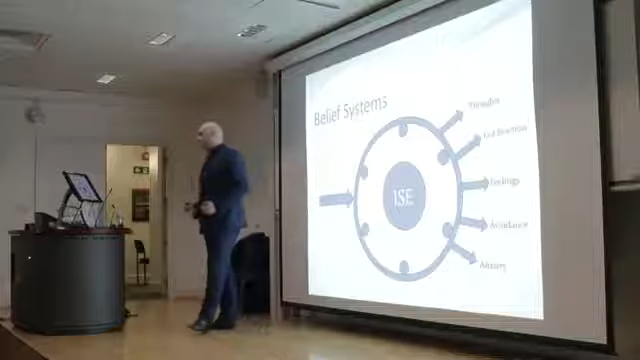 Belief Systems
Thoughts
ISE
Feelings
Avoidance
Anxiety